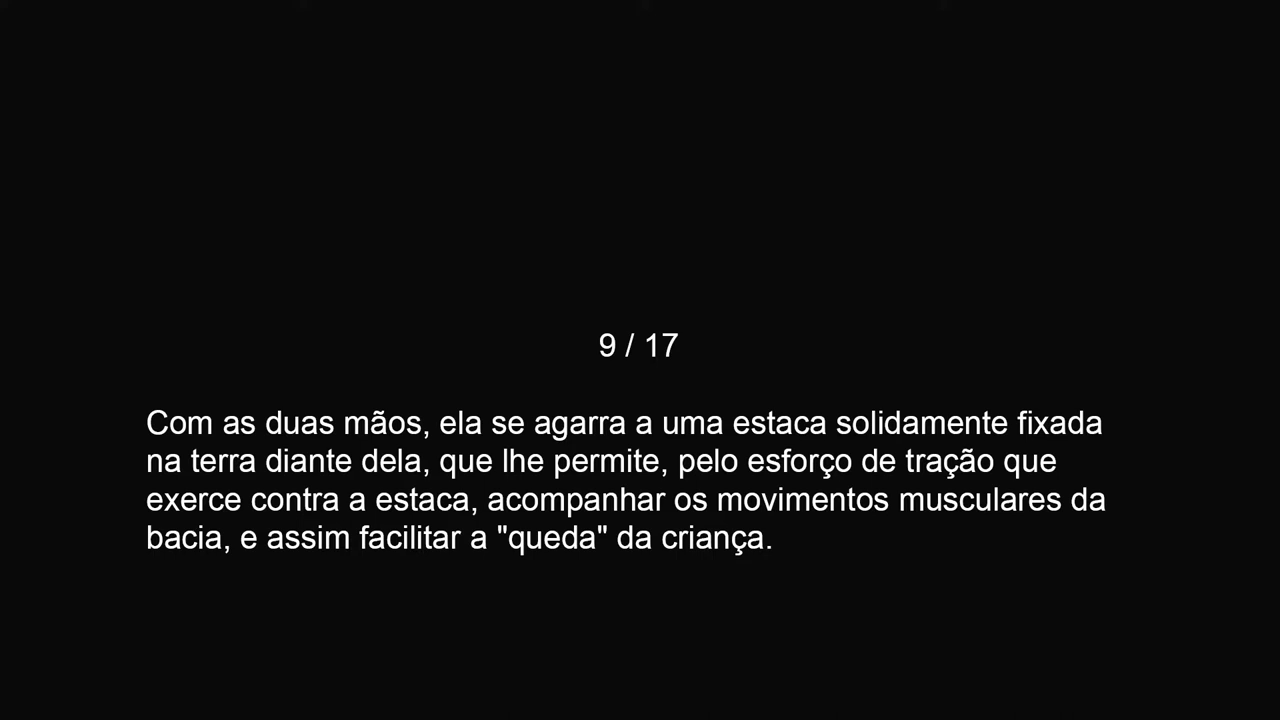 9 / 17
Com as duas mãos, ela se agarra a uma estaca solidamente fixada
na terra diante dela, que lhe permite, pelo esforço de tração que
exerce contra a estaca, acompanhar os movimentos musculares da
bacia, e assim facilitar a "queda" da criança.